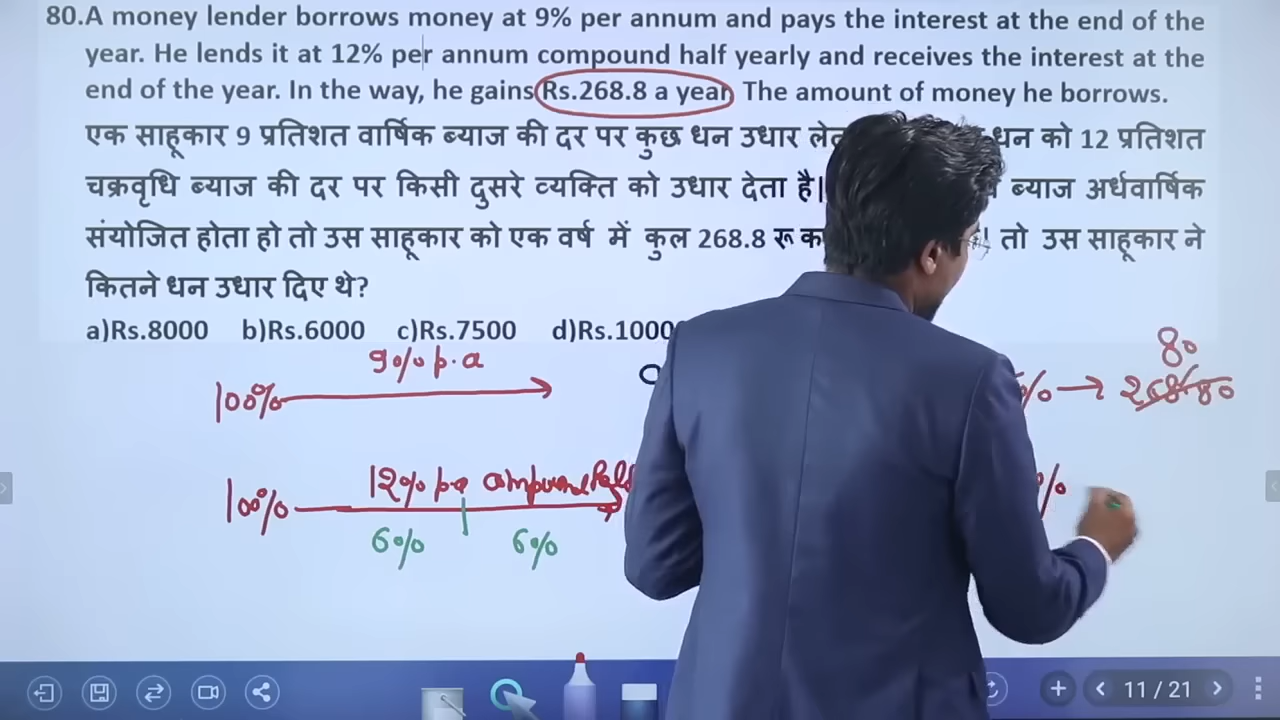 80.A money lender borrows money at 9% per annum and pays the interest at the end of the
year. He lends it at 12% per annum compound half yearly and receives the interest at the
end of the year. In the way, he gains Rs.268.8 a year The amount of money he borrows.
एक साहूकार 9 प्रतिशत वार्षिक ब्याज की दर पर कुछ धन उधार धन को 12 प्रतिशत
चक्रवृधि ब्याज की दर पर किसी दुसरे व्यक्ति को उधार देता है। ब्याज अर्धवार्षिक
संयोजित होता हो तो उस साहूकार को एक वर्ष में कुल 268.8 रू तो उस साहूकार ने
कितने धन उधार दिए थे?
a)Rs.8000 b)Rs.6000 c)Rs.7500 d)Rs.1000
9% p.a
100%
80
% → 26880
12% pa compound
100%
%
6% 6%
11 / 21